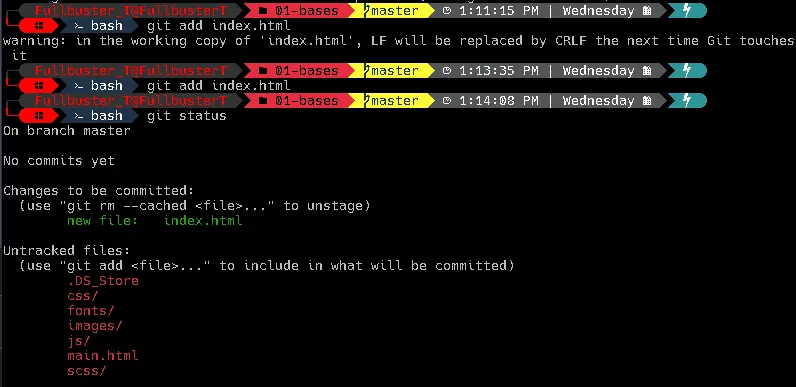 Fullbuster_T@FullbusterT 01-bases master 1:11:15 PM | Wednesday
>_ bash git add index.html
warning: in the working copy of 'index.html', LF will be replaced by CRLF the next time Git touches
it
Fullbuster_T@FullbusterT 01-bases master 1:13:35 PM | Wednesday
>_ bash git add index.html
Fullbuster_T@FullbusterT 01-bases master 1:14:08 PM | Wednesday
>_ bash git status
On branch master
No commits yet
Changes to be committed:
(use "git rm --cached <file>..." to unstage)
new file: index.html
Untracked files:
(use "git add <file>..." to include in what will be committed)
.DS_Store
css/
fonts/
images/
js/
main.html
scss/